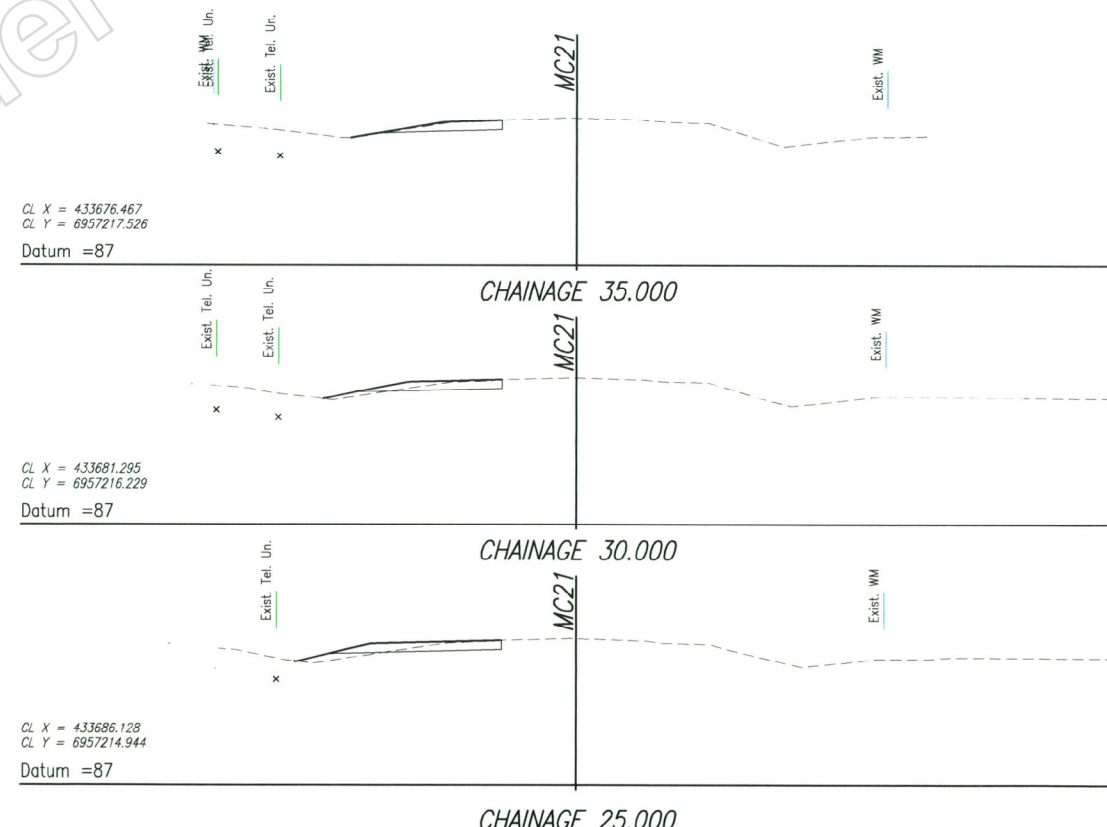 Exist. WM
Exist. Tel. Un.
Exist. Tel. Un.
MC21
Exist. WM
CL X = 433676.467
CL Y = 6957217.526
Datum =87
CHAINAGE 35.000
Exist. Tel. Un.
Exist. Tel. Un.
MC21
Exist. WM
CL X = 433681.295
CL Y = 6957216.229
Datum =87
CHAINAGE 30.000
Exist. Tel. Un.
MC21
Exist. WM
CL X = 433686.128
CL Y = 6957214.944
Datum =87
CHAINAGE 25.000